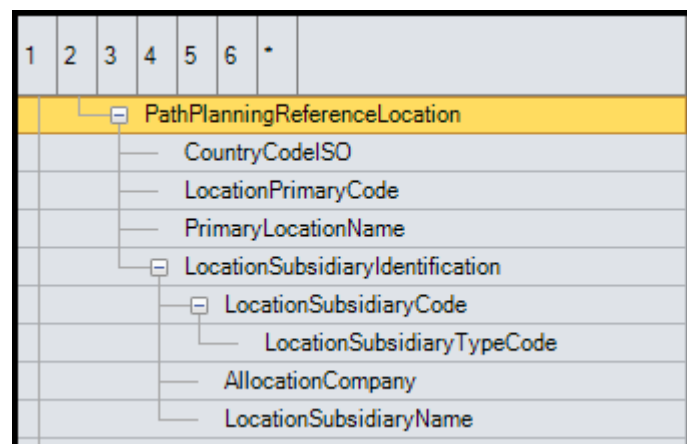 1 2 3 4 5 6 *
PathPlanningReferenceLocation
CountryCodeISO
LocationPrimaryCode
PrimaryLocationName
LocationSubsidiaryIdentification
LocationSubsidiaryCode
LocationSubsidiaryTypeCode
AllocationCompany
LocationSubsidiaryName